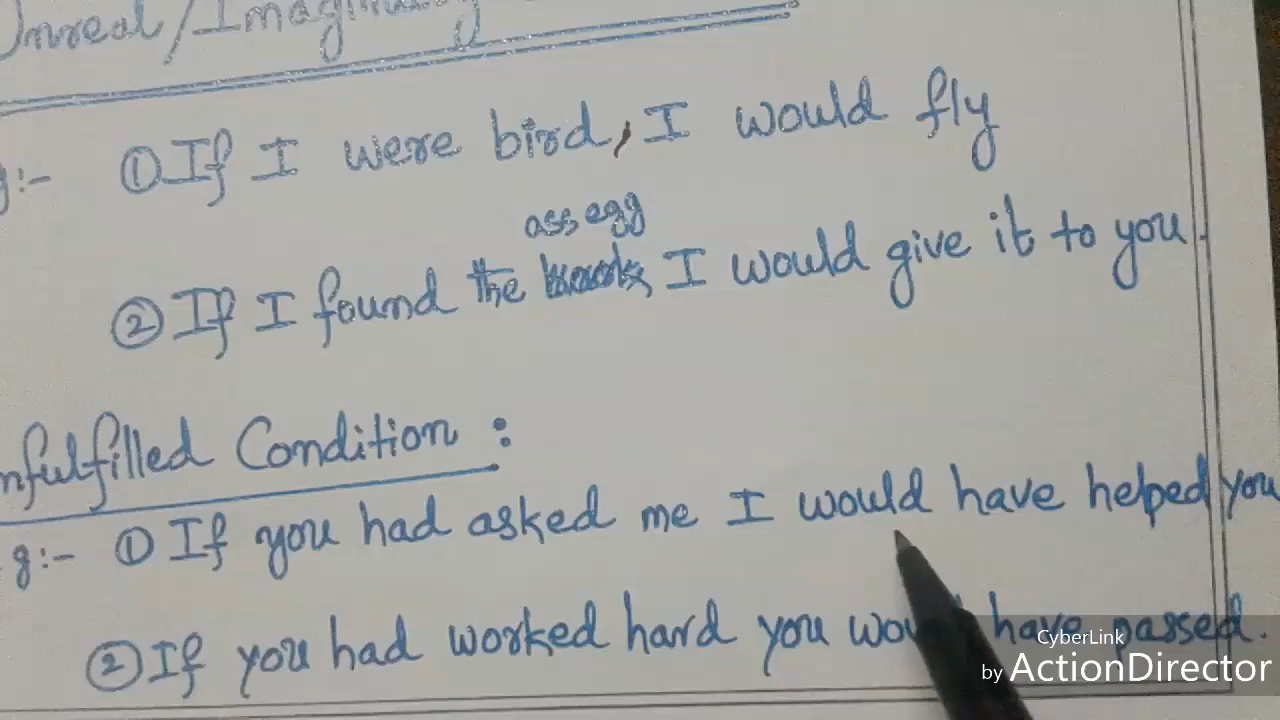 Unreal/Imaginary
g:- ① If I were bird, I would fly
ass egg
② If I found the I would give it to you.
nfulfilled Condition :
g:- ① If you had asked me I would have helped you
② If you had worked hard you wou have passed.
CyberLink
by ActionDirector